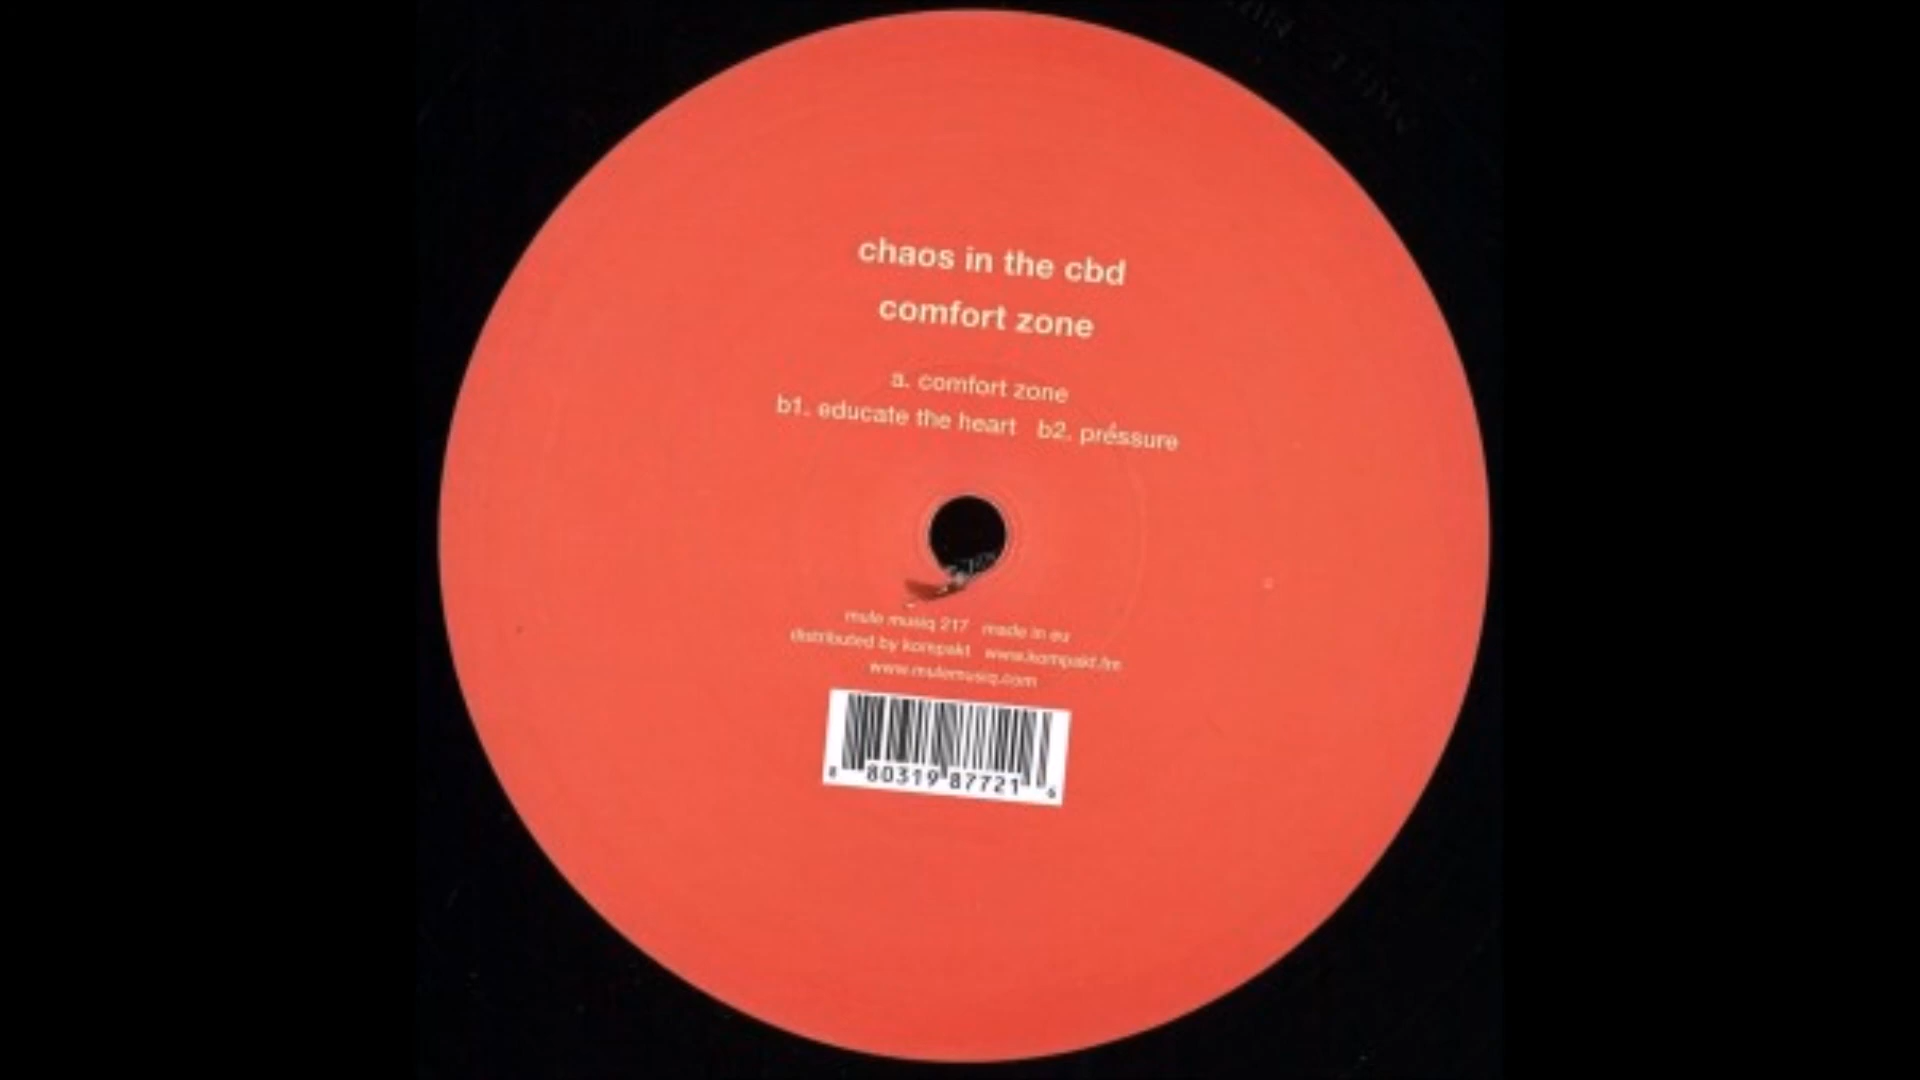 chaos in the cbd
comfort zone
a. comfort zone
b1. educate the heart b2. préssure
mule musiq 217 made in eu
distributed by kompakt www.kompakt.fm
www.mulemusiq.com
8 80319 87721 6